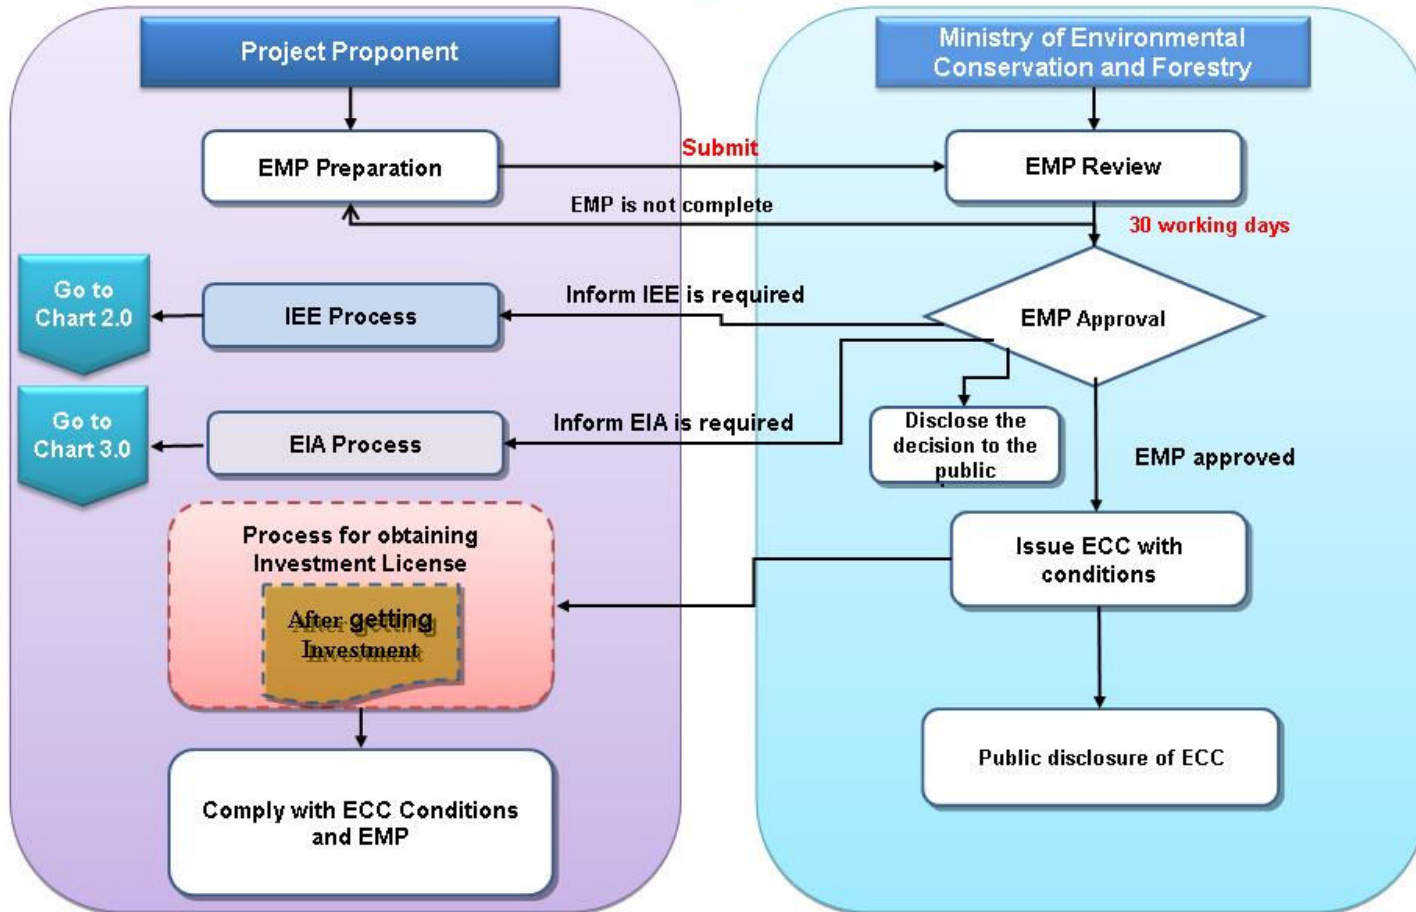 Project Proponent
Ministry of Environmental
Conservation and Forestry
EMP Preparation
Submit
EMP Review
EMP is not complete
30 working days
Go to
Chart 2.0
IEE Process
Inform IEE is required
EMP Approval
Go to
Chart 3.0
EIA Process
Inform EIA is required
Disclose the
decision to the
public
EMP approved
Process for obtaining
Investment License
After getting
Investment
Issue ECC with
conditions
Public disclosure of ECC
Comply with ECC Conditions
and EMP